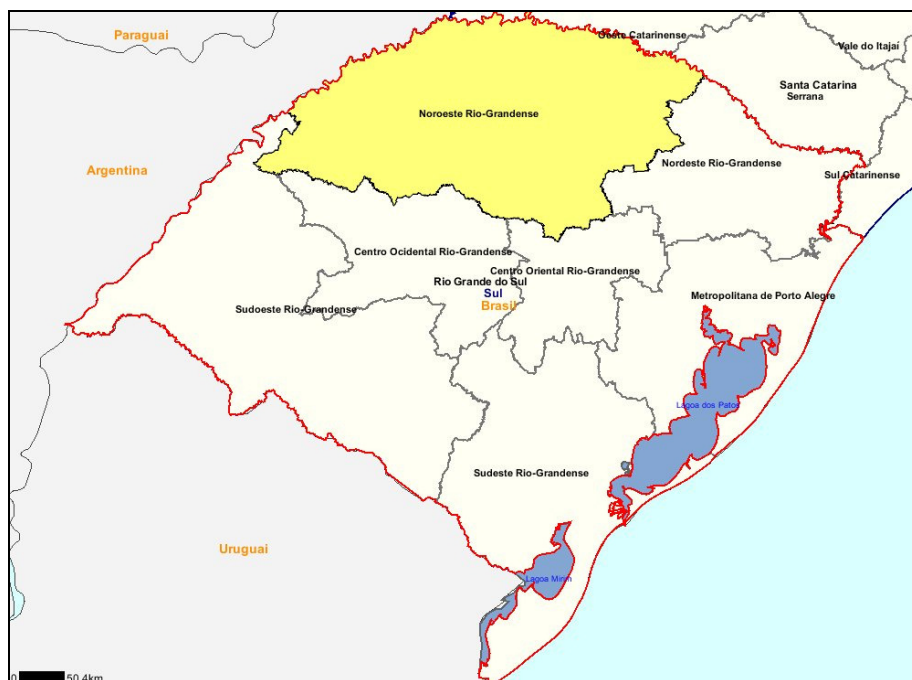 Paraguai
Oeste Catarinense
Vale do Itajaí
Santa Catarina
Serrana
Noroeste Rio-Grandense
Nordeste Rio-Grandense
Argentina
Sul Catarinense
Centro Ocidental Rio-Grandense
Centro Oriental Rio-Grandense
Rio Grande do Sul
Sul
Brasil
Metropolitana de Porto Alegre
Sudoeste Rio-Grandense
Lagoa dos Patos
Sudeste Rio-Grandense
Uruguai
Lagoa Mirim
0 50.4km